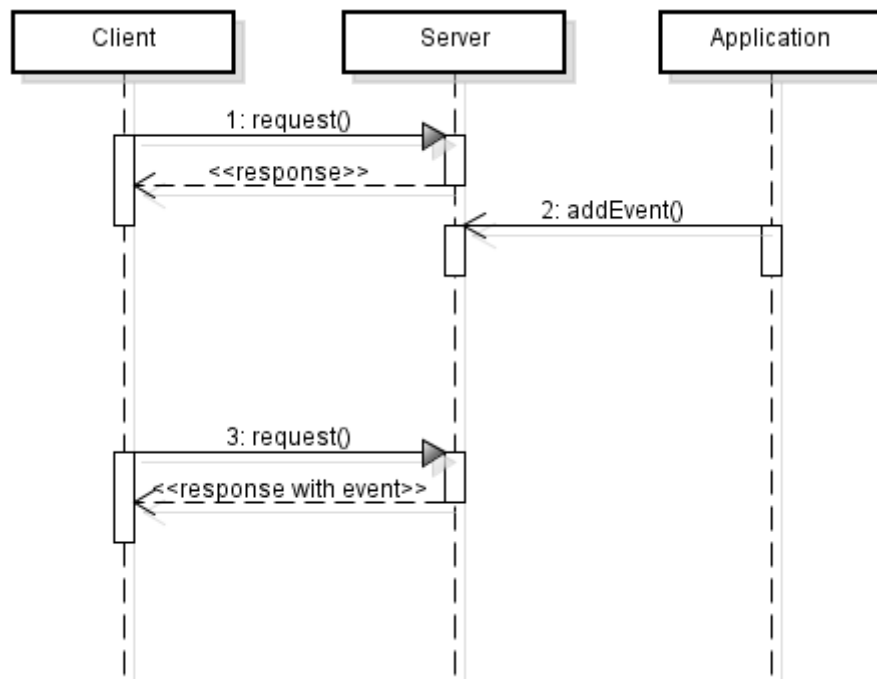 Client
Server
Application
1: request()
<<response>>
2: addEvent()
3: request()
<<response with event>>